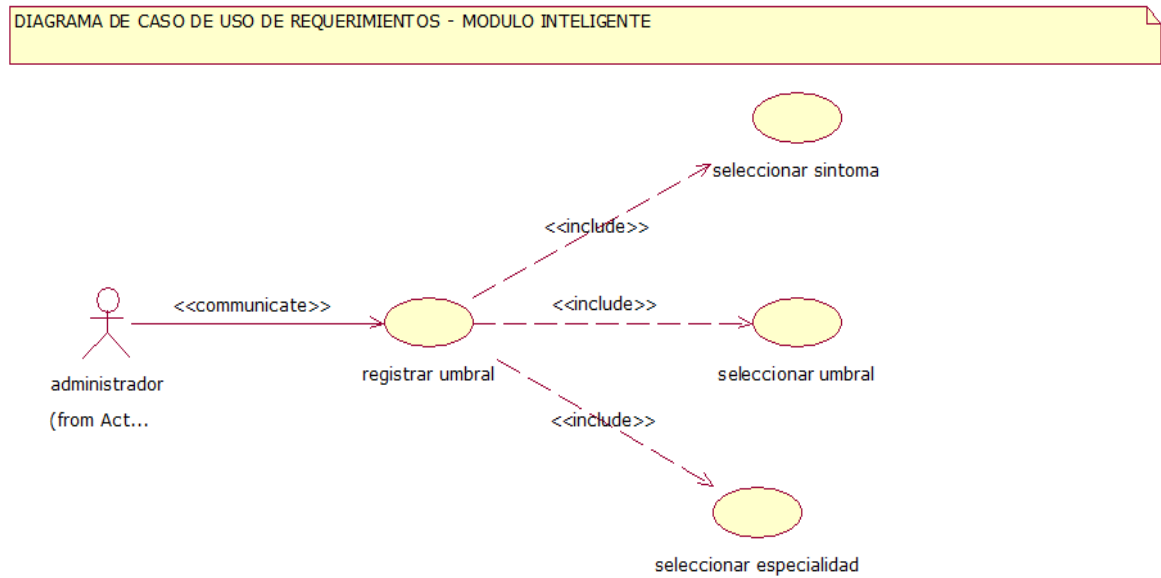 DIAGRAMA DE CASO DE USO DE REQUERIMIENTOS - MODULO INTELIGENTE
seleccionar sintoma
<<include>>
<<communicate>>
<<include>>
administrador
(from Act...
registrar umbral
seleccionar umbral
<<include>>
seleccionar especialidad